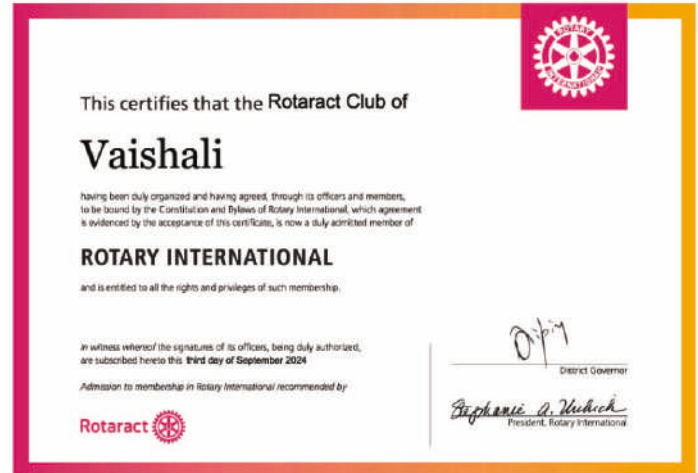 ROTARY
INTERNATIONAL
This certifies that the Rotaract Club of
Vaishali
having been duly organized and having agreed, through its officers and members,
to be bound by the Constitution and Bylaws of Rotary International, which agreement
is evidenced by the acceptance of this certificate, is now a duly admitted member of
ROTARY INTERNATIONAL
and is entitled to all the rights and privileges of such membership.
In witness whereof the signatures of its officers, being duly authorized,
are subscribed hereto this third day of September 2024
Admission to membership in Rotary International recommended by
Rotaract
District Governor
Stephanie A. Urchick
President, Rotary International